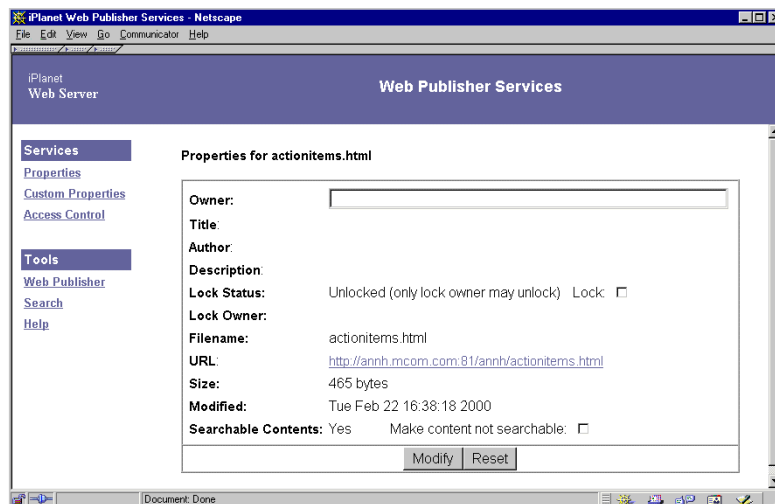 iPlanet Web Publisher Services - Netscape
File Edit View Go Communicator Help
iPlanet
Web Server
Web Publisher Services
Services
Properties
Custom Properties
Access Control
Tools
Web Publisher
Search
Help
Properties for actionitems.html
Owner:
Title:
Author:
Description:
Lock Status: Unlocked (only lock owner may unlock) Lock:
Lock Owner:
Filename: actionitems.html
URL: http://annh.mcom.com:81/annh/actionitems.html
Size: 465 bytes
Modified: Tue Feb 22 16:38:18 2000
Searchable Contents: Yes Make content not searchable:
Modify Reset
Document: Done